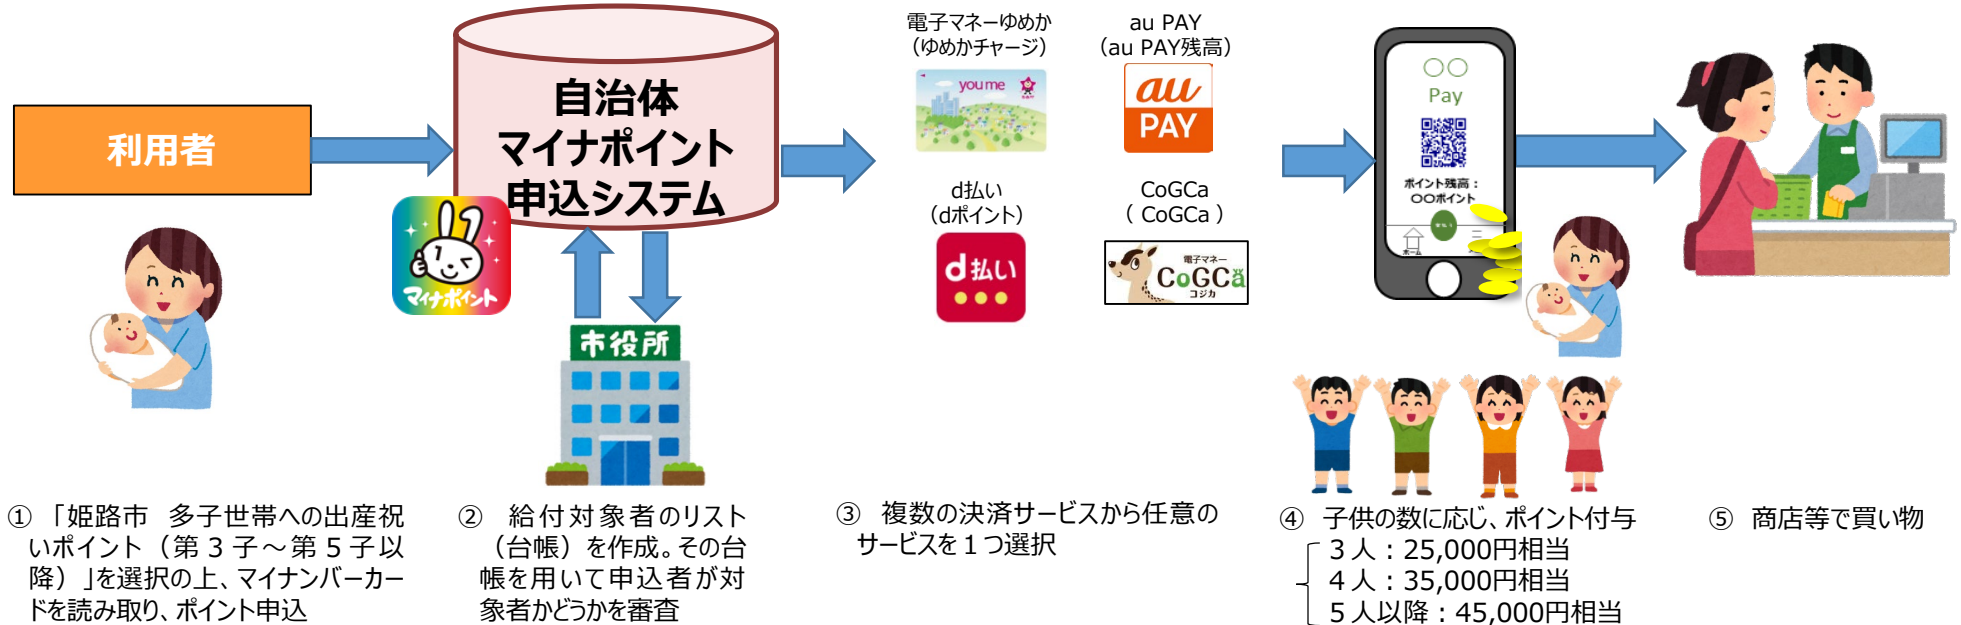 利用者
自治体
マイナポイント
申込システム
マイナポイント
市役所
電子マネーゆめか
（ゆめかチャージ）
youme
au PAY
（au PAY残高）
au
PAY
d払い
（dポイント）
d払い
CoGCa
（ CoGCa ）
電子マネー
CoGCa
コジカ
〇〇
Pay
ポイント残高：
〇〇ポイント
ホーム
① 「姫路市 多子世帯への出産祝
いポイント（第３子～第５子以
降）」を選択の上、マイナンバーカー
ドを読み取り、ポイント申込
② 給付対象者のリスト
（台帳）を作成。その台
帳を用いて申込者が対
象者かどうかを審査
③ 複数の決済サービスから任意の
サービスを１つ選択
④ 子供の数に応じ、ポイント付与
３人：25,000円相当
４人：35,000円相当
５人以降：45,000円相当
⑤ 商店等で買い物